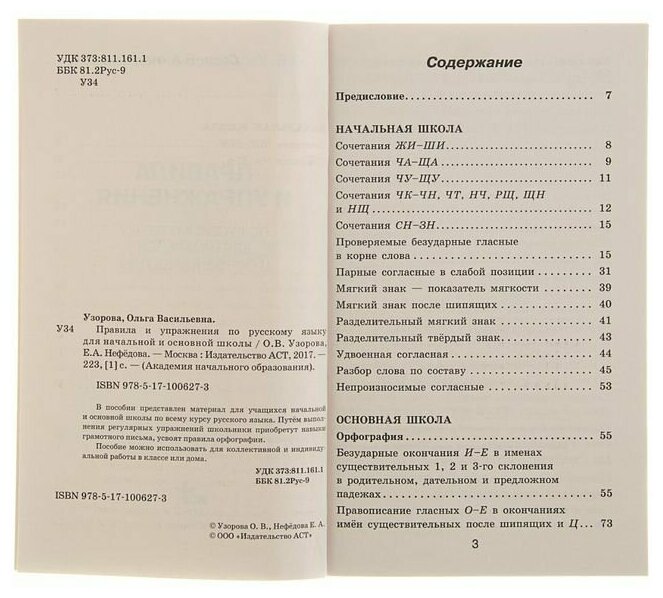 УДК 373:811.161.1
ББК 81.2Рус-9
У34
Узорова, Ольга Васильевна.
У34 Правила и упражнения по русскому языку
для начальной и основной школы / О.В. Узорова,
Е.А. Нефёдова. — Москва : Издательство АСТ, 2017. —
223, [1] с. — (Академия начального образования).
ISBN 978-5-17-100627-3
В пособии представлен материал для учащихся начальной
и основной школы по всему курсу русского языка. Путём выпол-
нения регулярных упражнений школьники приобретут навыки
грамотного письма, усвоят правила орфографии.
Пособие можно использовать для коллективной и индивиду-
альной работы в классе или дома.
УДК 373:811.161.1
ББК 81.2Рус-9
ISBN 978-5-17-100627-3
© Узорова О. В., Нефёдова Е. А.
© ООО «Издательство АСТ»
Содержание
Предисловие 7
НАЧАЛЬНАЯ ШКОЛА
Сочетания ЖИ–ШИ 8
Сочетания ЧА–ЩА 9
Сочетания ЧУ–ЩУ 11
Сочетания ЧК–ЧН, ЧТ, НЧ, РЩ, ЩН
и НЩ 12
Сочетания СН–ЗН 15
Проверяемые безударные гласные
в корне слова 15
Парные согласные в слабой позиции 31
Мягкий знак — показатель мягкости 39
Мягкий знак после шипящих 40
Разделительный мягкий знак 41
Разделительный твёрдый знак 43
Удвоенная согласная 44
Разбор слова по составу 45
Непроизносимые согласные 53
ОСНОВНАЯ ШКОЛА
Орфография 55
Безударные окончания И–Е в именах
существительных 1, 2 и 3-го склонения
в родительном, дательном и предложном
падежах 55
Правописание гласных О–Е в окончаниях
имён существительных после шипящих и Ц 73
3